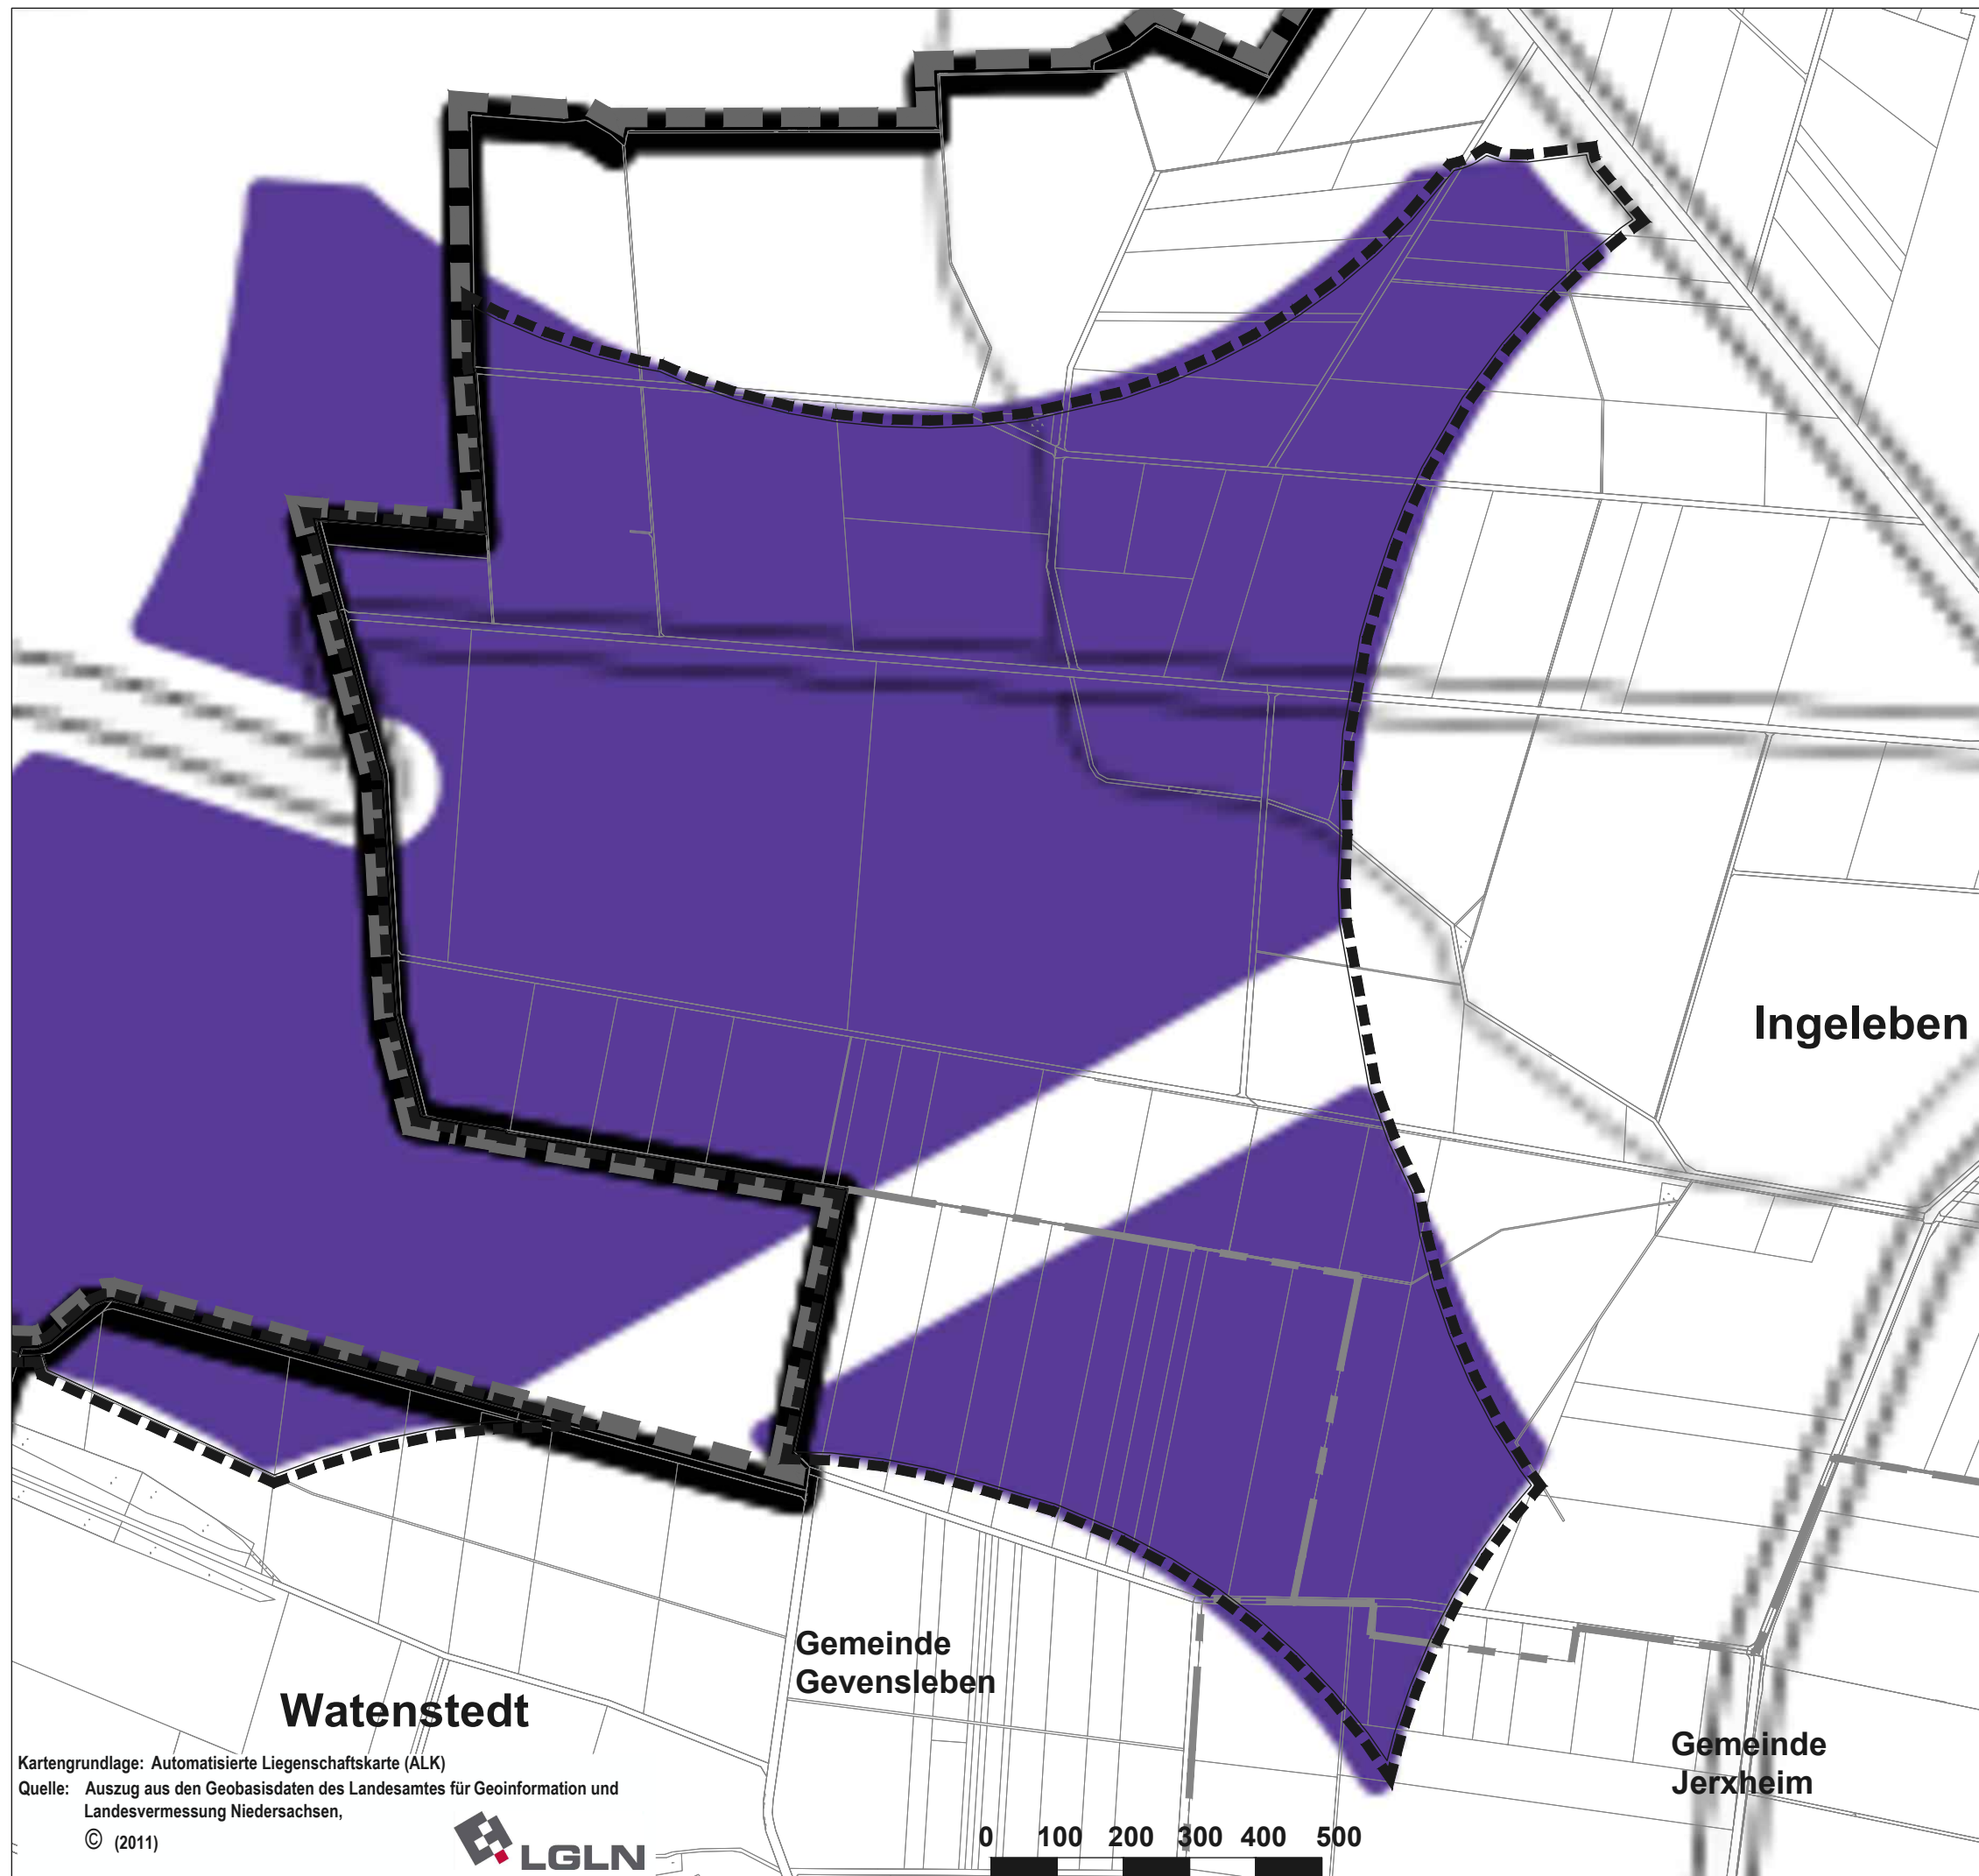 Ingeleben
Gemeinde
Gevensleben
Watenstedt
Gemeinde
Jerxheim
Kartengrundlage: Automatisierte Liegenschaftskarte (ALK)
Quelle: Auszug aus den Geobasisdaten des Landesamtes für Geoinformation und
Landesvermessung Niedersachsen,
© (2011)
LGLN
0 100 200 300 400 500